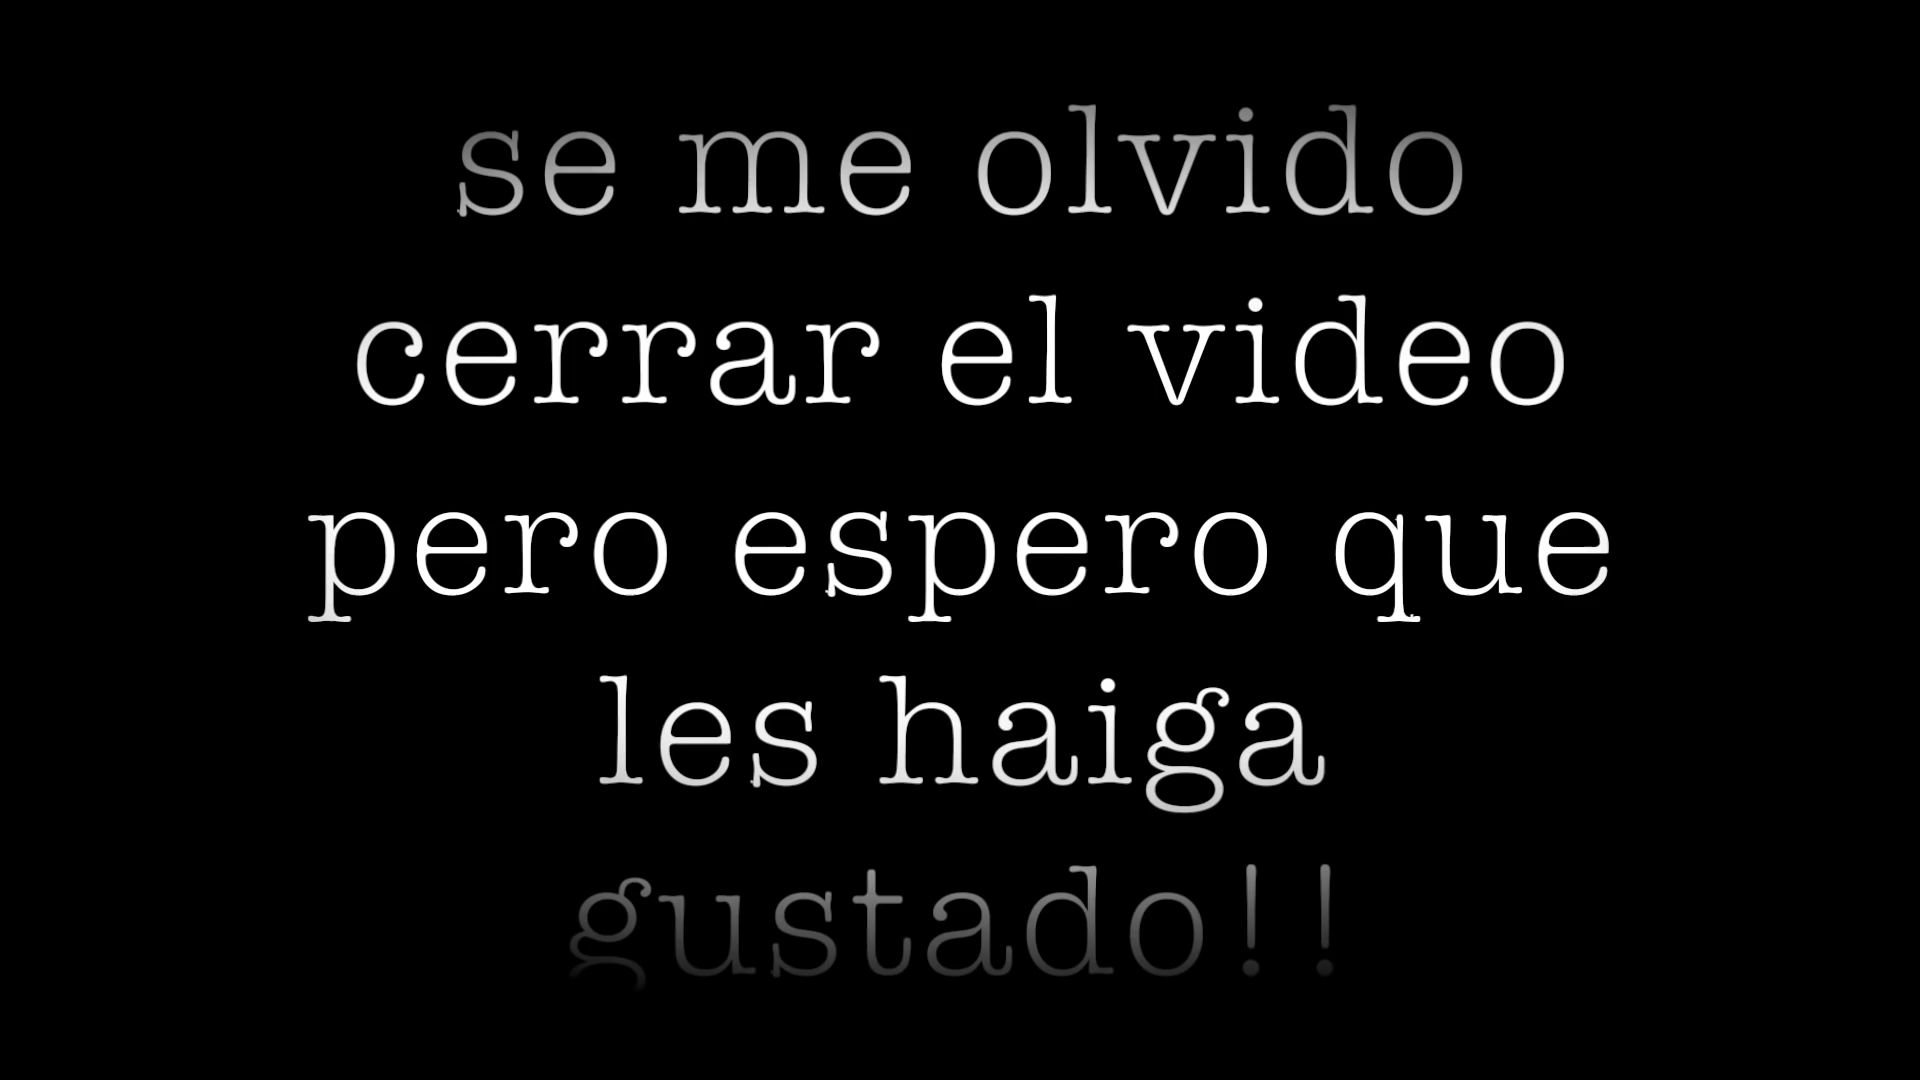 se me olvido
cerrar el video
pero espero que
les haiga
gustado!!